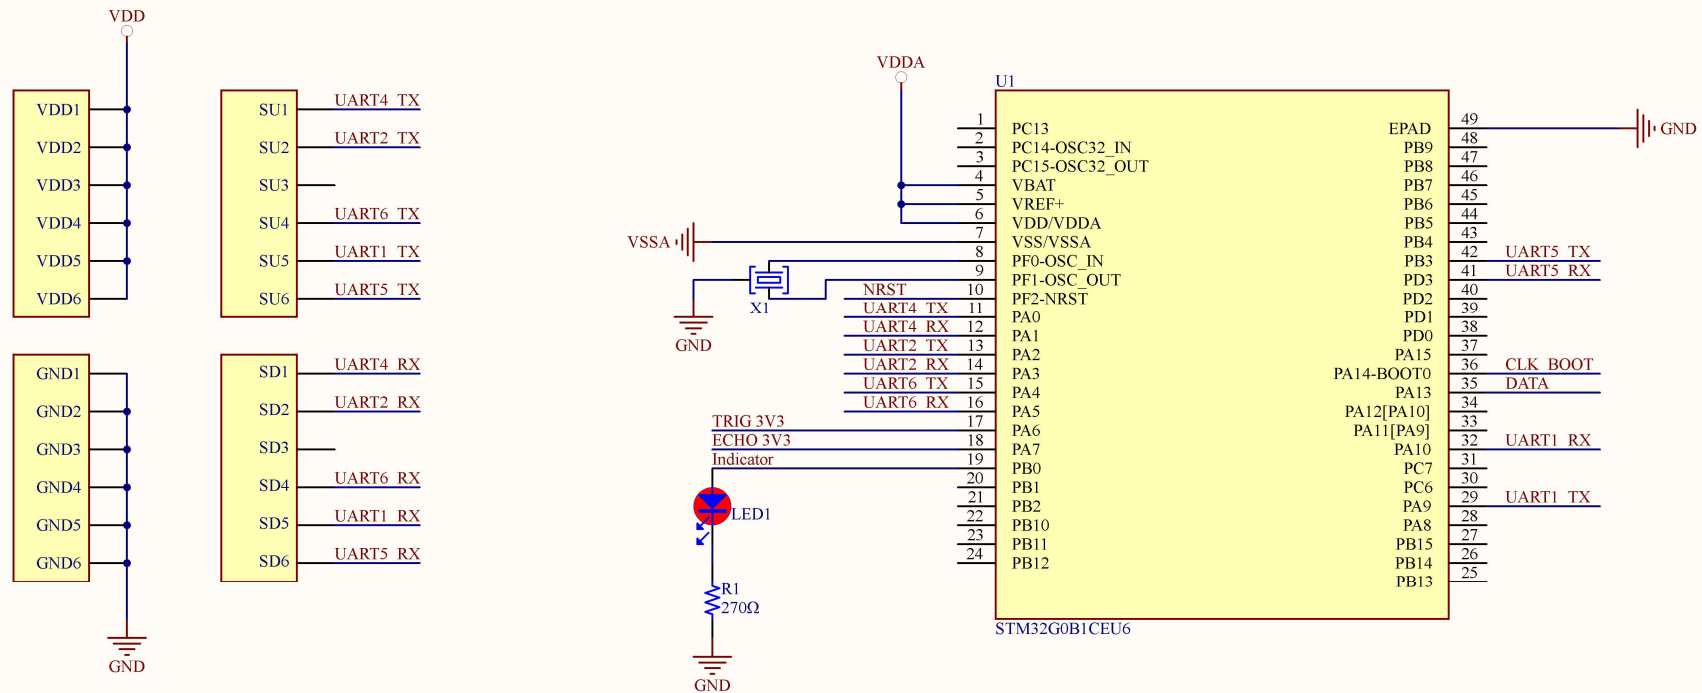 VDD
VDD1
VDD2
VDD3
VDD4
VDD5
VDD6
GND1
GND2
GND3
GND4
GND5
GND6
GND
SU1 UART4_TX
SU2 UART2_TX
SU3
SU4 UART6_TX
SU5 UART1_TX
SU6 UART5_TX
SD1 UART4_RX
SD2 UART2_RX
SD3
SD4 UART6_RX
SD5 UART1_RX
SD6 UART5_RX
VDDA
VSSA
X1
GND
U1
1 PC13
2 PC14-OSC32_IN
3 PC15-OSC32_OUT
4 VBAT
5 VREF+
6 VDD/VDDA
7 VSS/VSSA
8 PF0-OSC_IN
9 PF1-OSC_OUT
NRST 10 PF2-NRST
UART4_TX 11 PA0
UART4_RX 12 PA1
UART2_TX 13 PA2
UART2_RX 14 PA3
UART6_TX 15 PA4
UART6_RX 16 PA5
TRIG 3V3 17 PA6
ECHO 3V3 18 PA7
Indicator 19 PB0
20 PB1
21 PB2
22 PB10
23 PB11
24 PB12
LED1
R1
270Ω
GND
EPAD 49 GND
PB9 48
PB8 47
PB7 46
PB6 45
PB5 44
PB4 43
PB3 42 UART5_TX
PD3 41 UART5_RX
PD2 40
PD1 39
PD0 38
PA15 37
PA14-BOOT0 36 CLK_BOOT
PA13 35 DATA
PA12[PA10] 34
PA11[PA9] 33
PA10 32 UART1_RX
PC7 31
PC6 30
PA9 29 UART1_TX
PA8 28
PB15 27
PB14 26
PB13 25
STM32G0B1CEU6